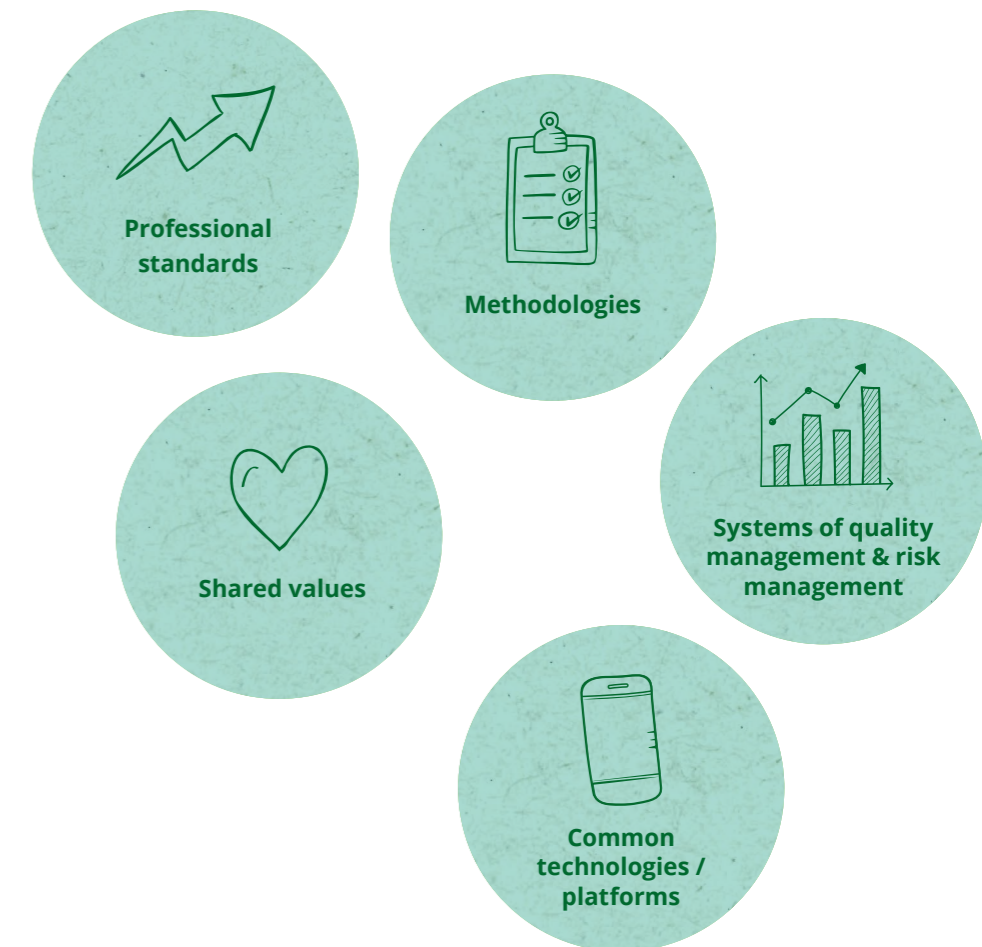 Professional
standards
Methodologies
Shared values
Systems of quality
management & risk
management
Common
technologies /
platforms